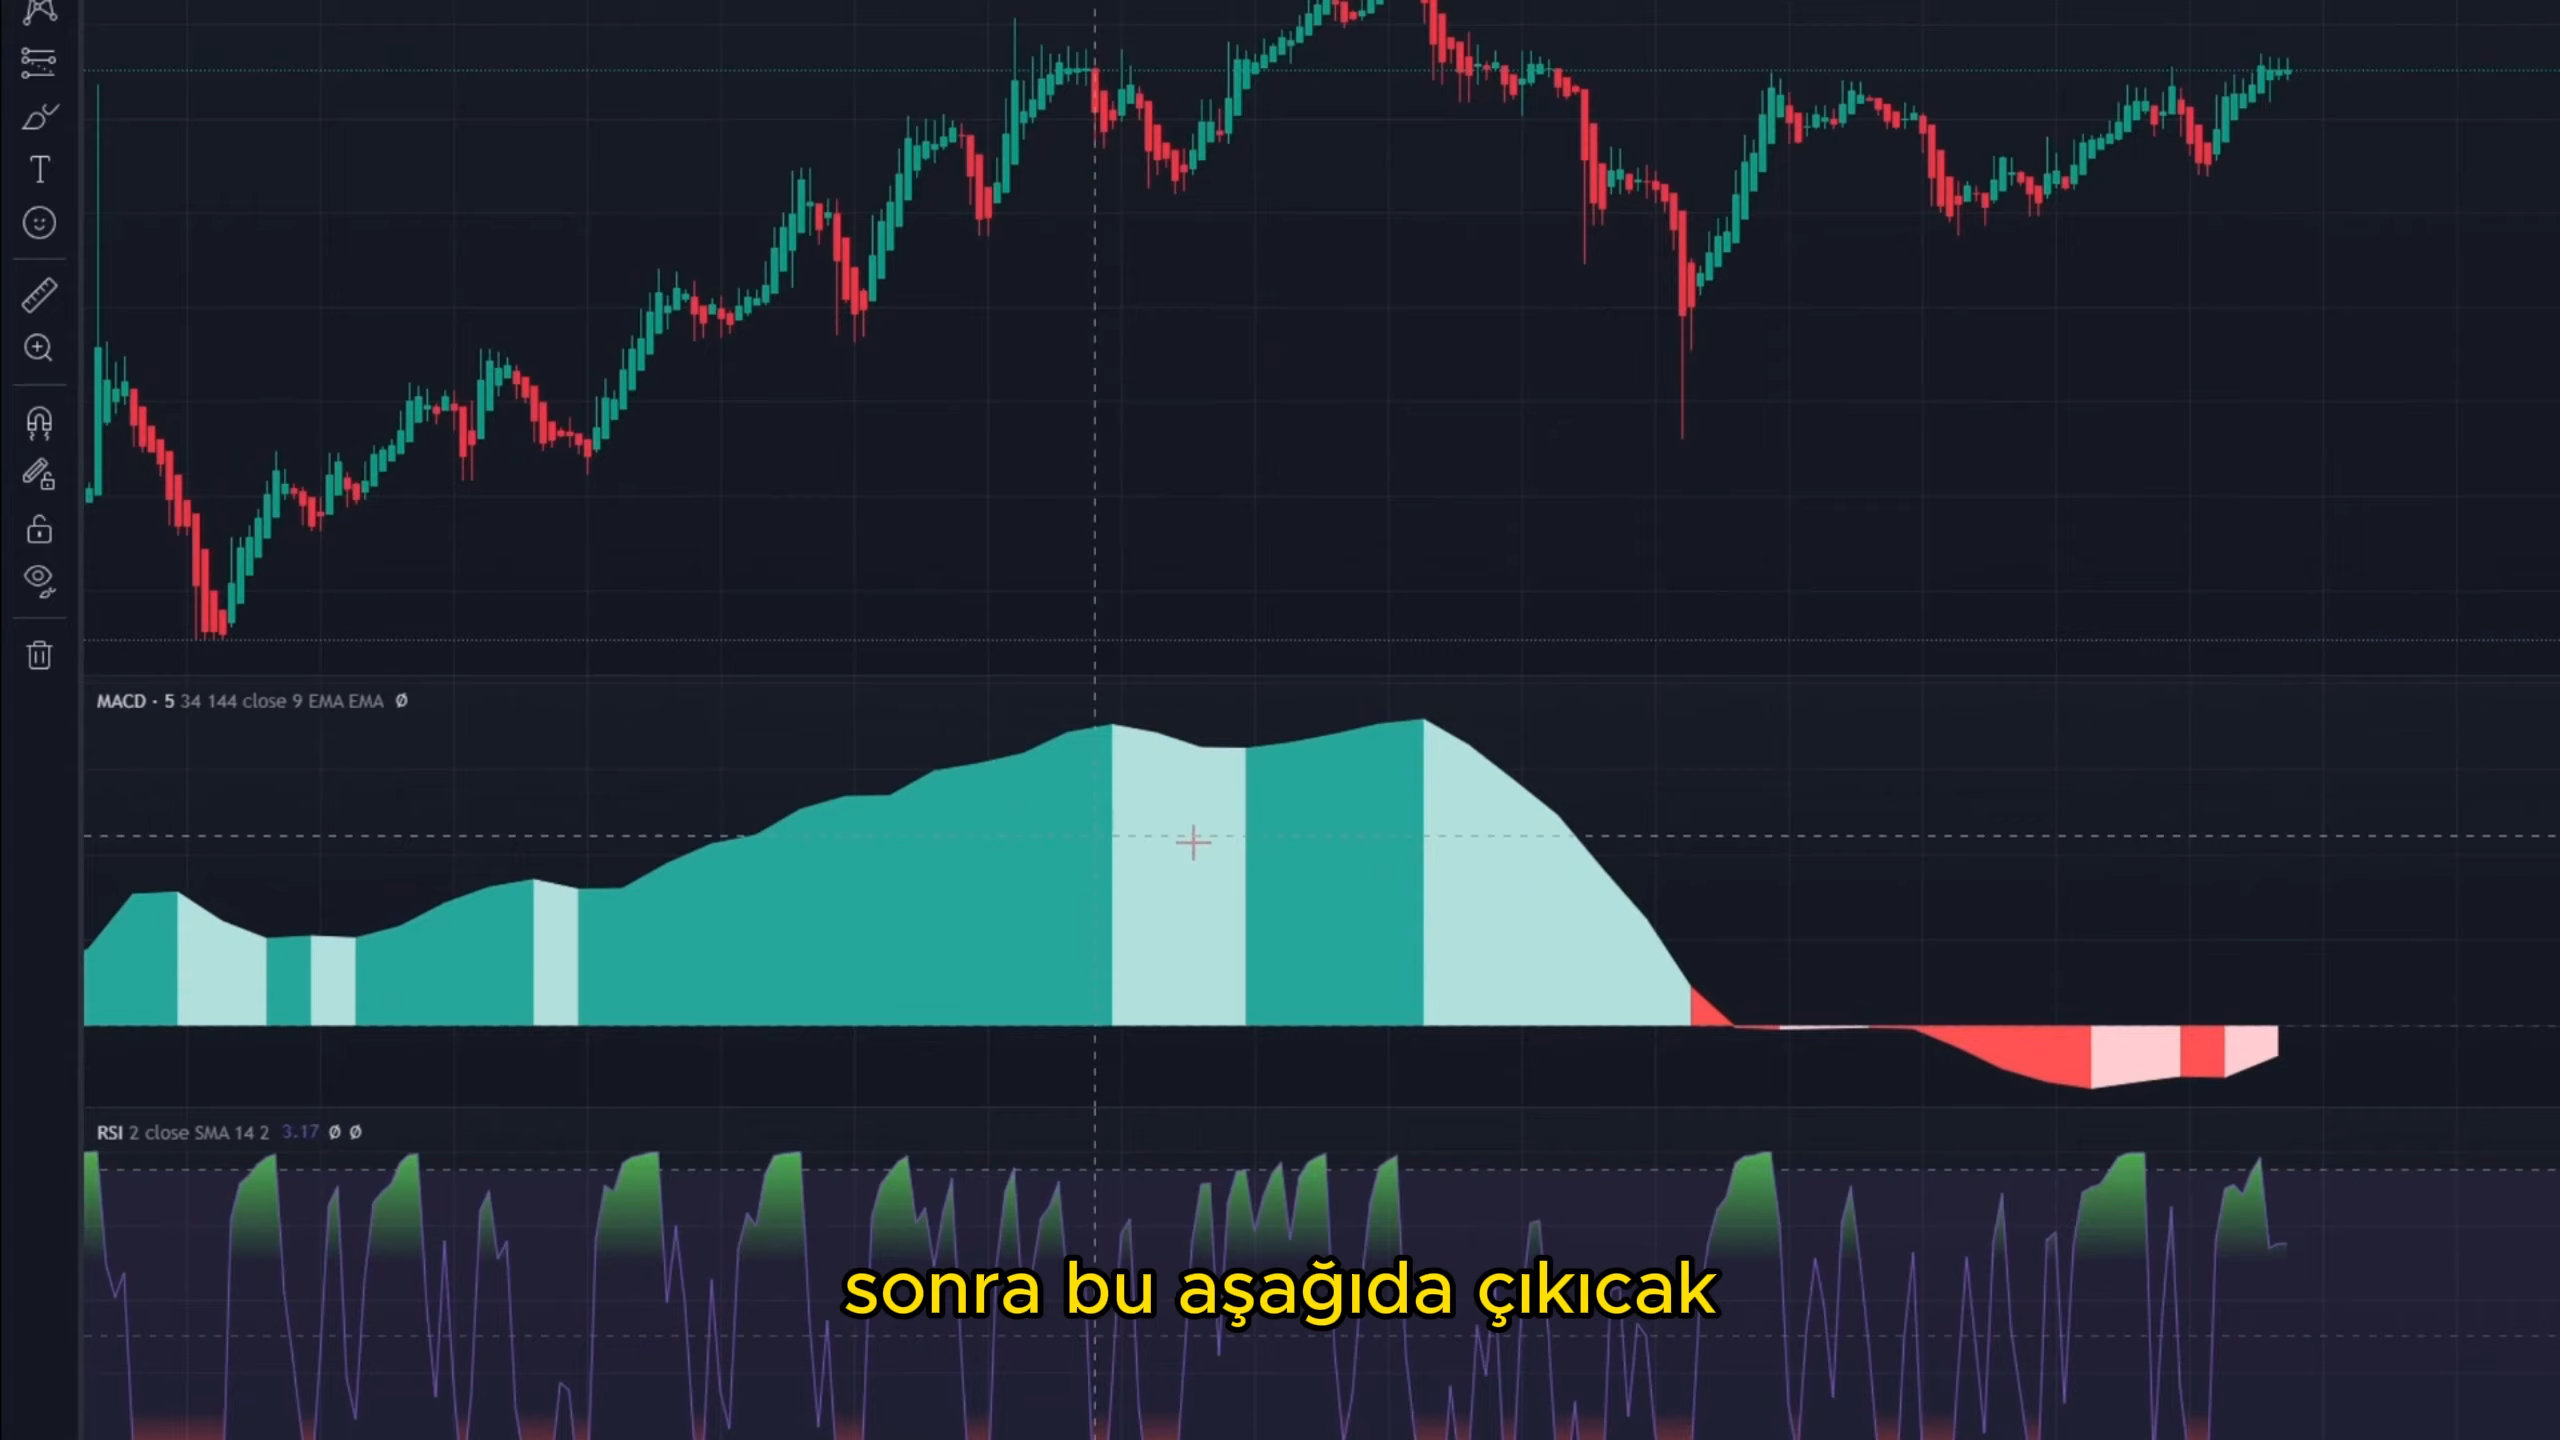 MACD · 5 34 144 close 9 EMA EMA Ø
RSI 2 close SMA 14 2 3.17 Ø Ø
sonra bu aşağıda çıkıcak